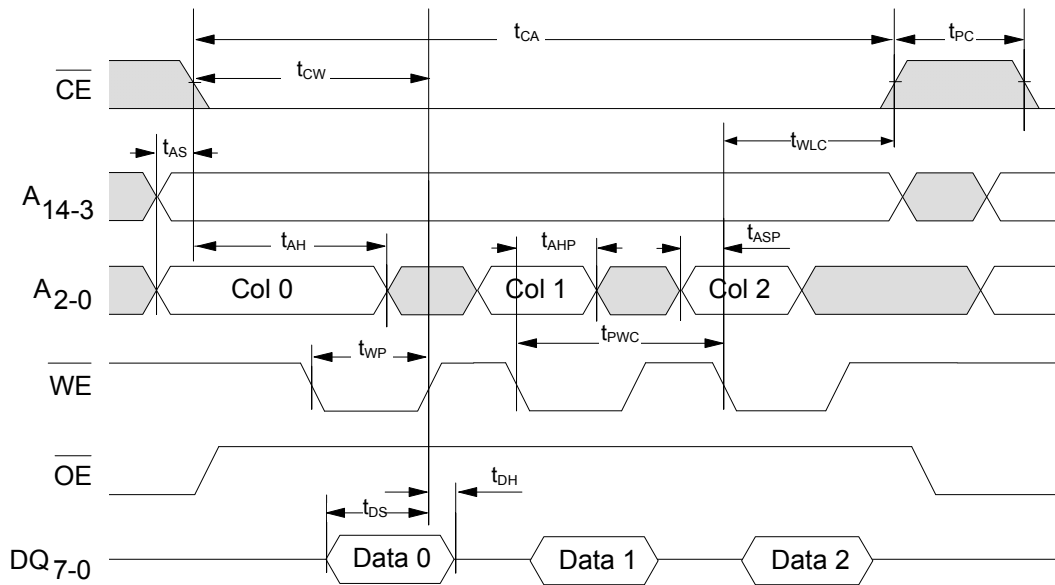 tCA
tPC
tCW
CE
tWLC
tAS
A14-3
tAH
tAHP
tASP
A2-0
Col 0
Col 1
Col 2
tWP
tPWC
WE
OE
tDH
tDS
DQ7-0
Data 0
Data 1
Data 2